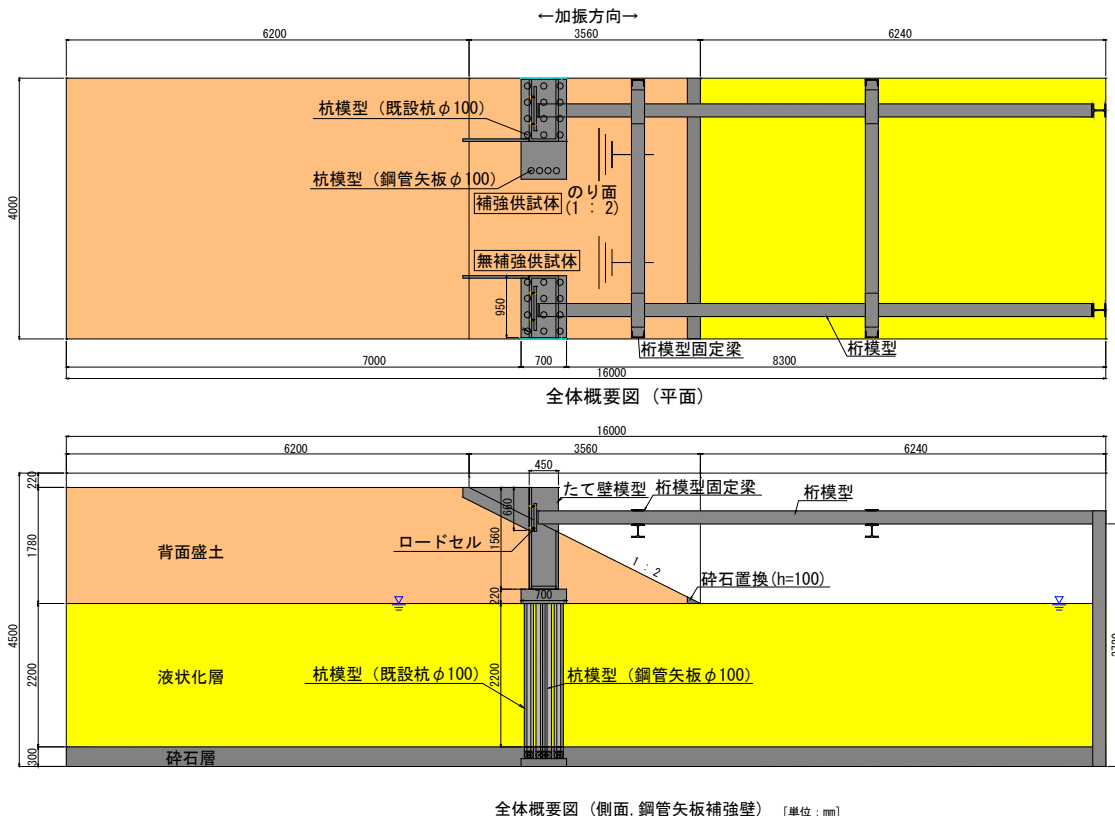 ←加振方向→
6200
3560
6240
杭模型（既設杭φ100）
杭模型（鋼管矢板φ100）
補強供試体
のり面
(1 : 2)
無補強供試体
4000
950
桁模型固定梁
桁模型
7000
700
8300
16000
全体概要図（平面）
16000
6200
3560
6240
450
220
たて壁模型
桁模型固定梁
桁模型
660
1560
ロードセル
背面盛土
1780
1 : 2
砕石置換(h=100)
220
700
4500
液状化層
2200
2200
杭模型（既設杭φ100）
杭模型（鋼管矢板φ100）
砕石層
300
全体概要図（側面,鋼管矢板補強壁） [単位:mm]